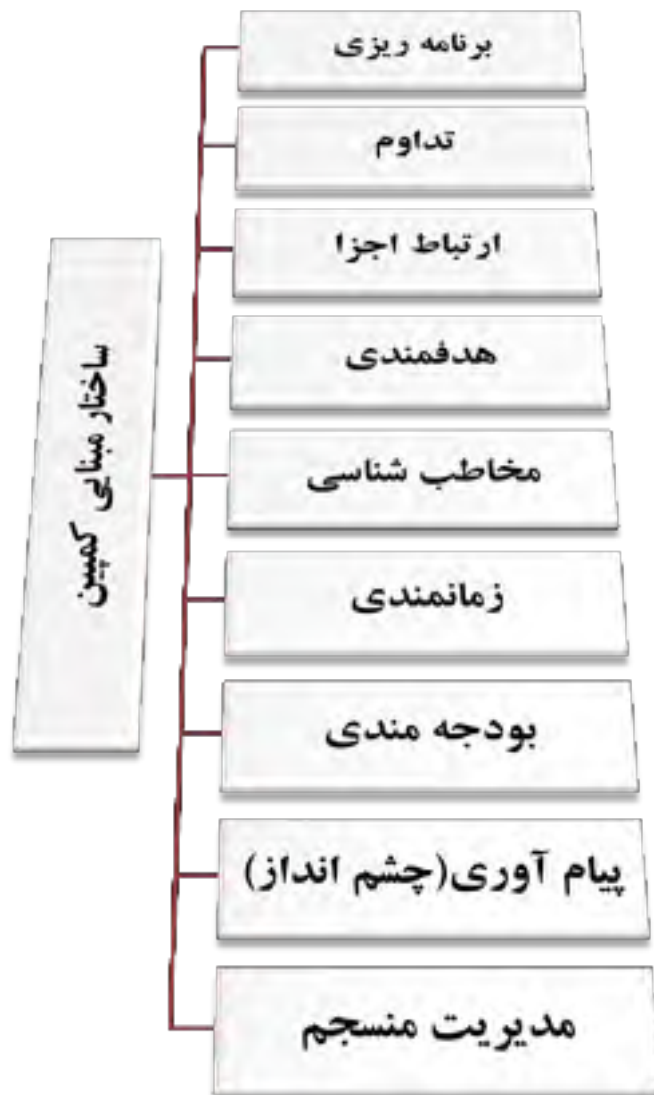 ساختار مبنایی کمپین
برنامه ریزی
تداوم
ارتباط اجزا
هدفمندی
مخاطب شناسی
زمانمندی
بودجه مندی
پیام آوری(چشم انداز)
مدیریت منسجم